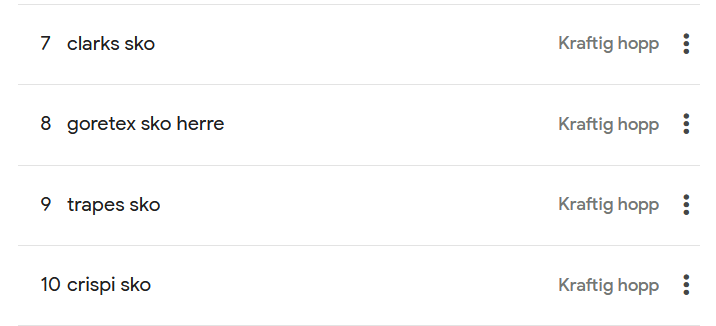 7 clarks sko Kraftig hopp
8 goretex sko herre Kraftig hopp
9 trapes sko Kraftig hopp
10 crispi sko Kraftig hopp